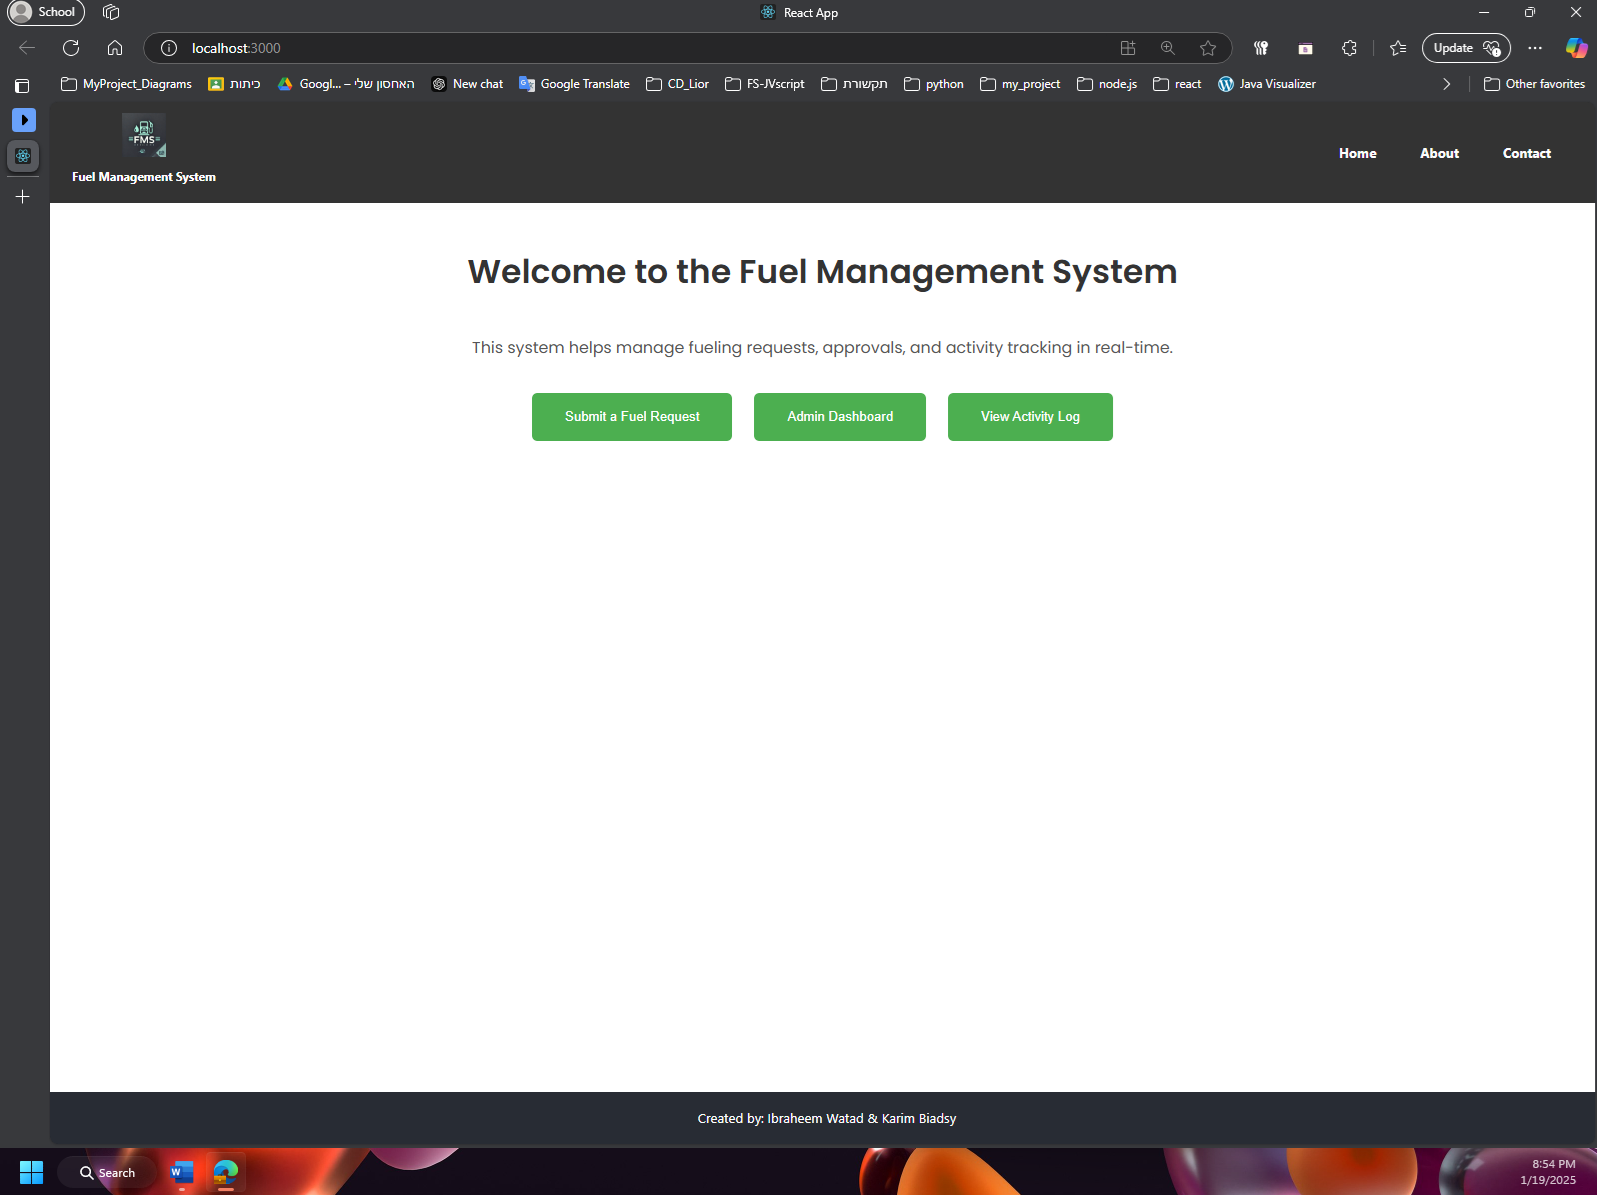 School
React App
localhost:3000
Update
MyProject_Diagrams
כיתות
Googl... – האחסון שלי
New chat
Google Translate
CD_Lior
FS-JVscript
תקשורת
python
my_project
node.js
react
Java Visualizer
Other favorites
FMS
Fuel Management System
Home
About
Contact
Welcome to the Fuel Management System
This system helps manage fueling requests, approvals, and activity tracking in real-time.
Submit a Fuel Request
Admin Dashboard
View Activity Log
Created by: Ibraheem Watad & Karim Biadsy
Search
8:54 PM
1/19/2025